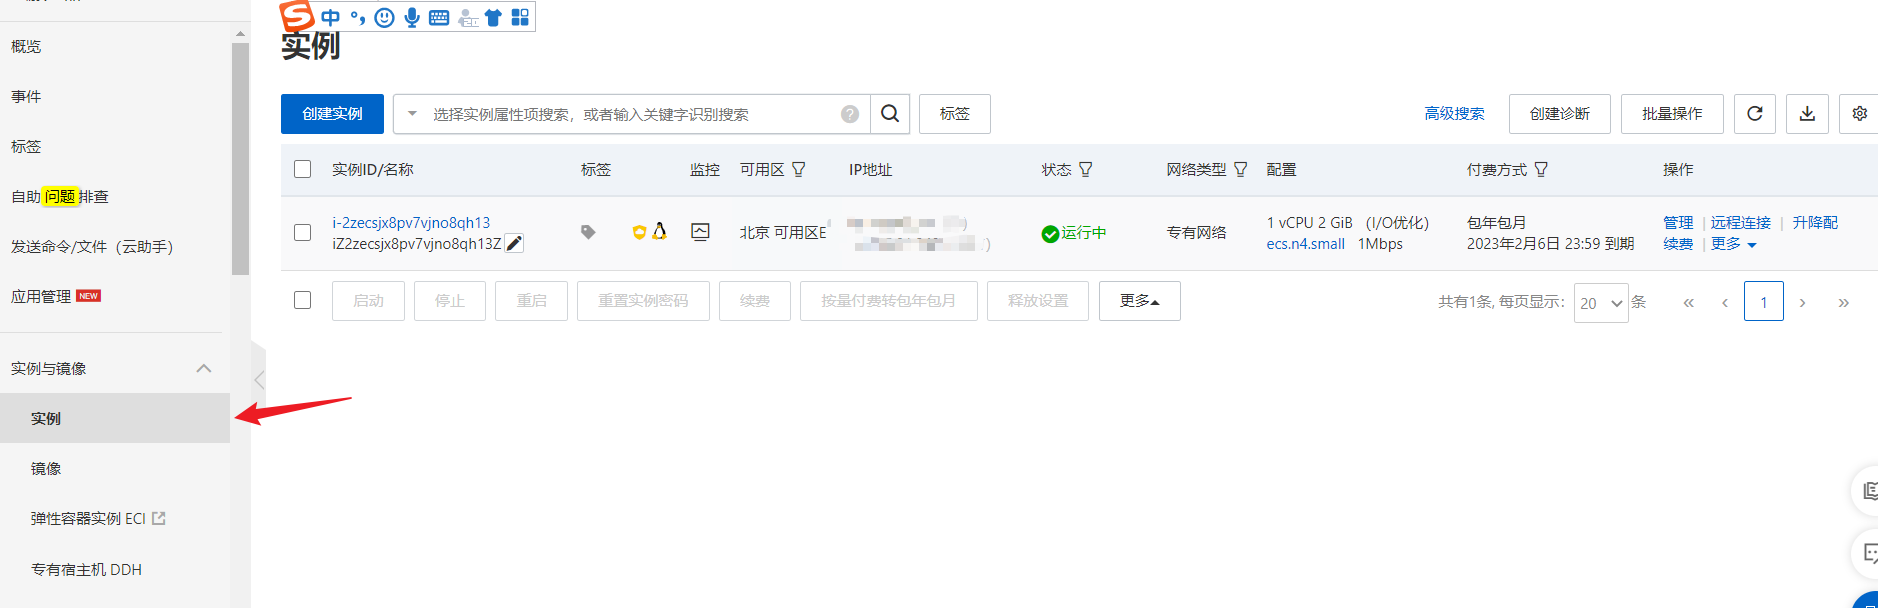 中
实例
概览
事件
标签
自助问题排查
发送命令/文件（云助手）
应用管理 NEW
实例与镜像
实例
镜像
弹性容器实例 ECI
专有宿主机 DDH
创建实例
选择实例属性项搜索，或者输入关键字识别搜索
标签
高级搜索
创建诊断
批量操作
实例ID/名称 标签 监控 可用区 IP地址 状态 网络类型 配置 付费方式 操作
i-2zecsjx8pv7vjno8qh13
iZ2zecsjx8pv7vjno8qh13Z
北京 可用区E
运行中
专有网络
1 vCPU 2 GiB （I/O优化）
ecs.n4.small 1Mbps
包年包月
2023年2月6日 23:59 到期
管理 | 远程连接 | 升降配
续费 | 更多
启动 停止 重启 重置实例密码 续费 按量付费转包年包月 释放设置 更多
共有1条, 每页显示: 20 条 « ‹ 1 › »